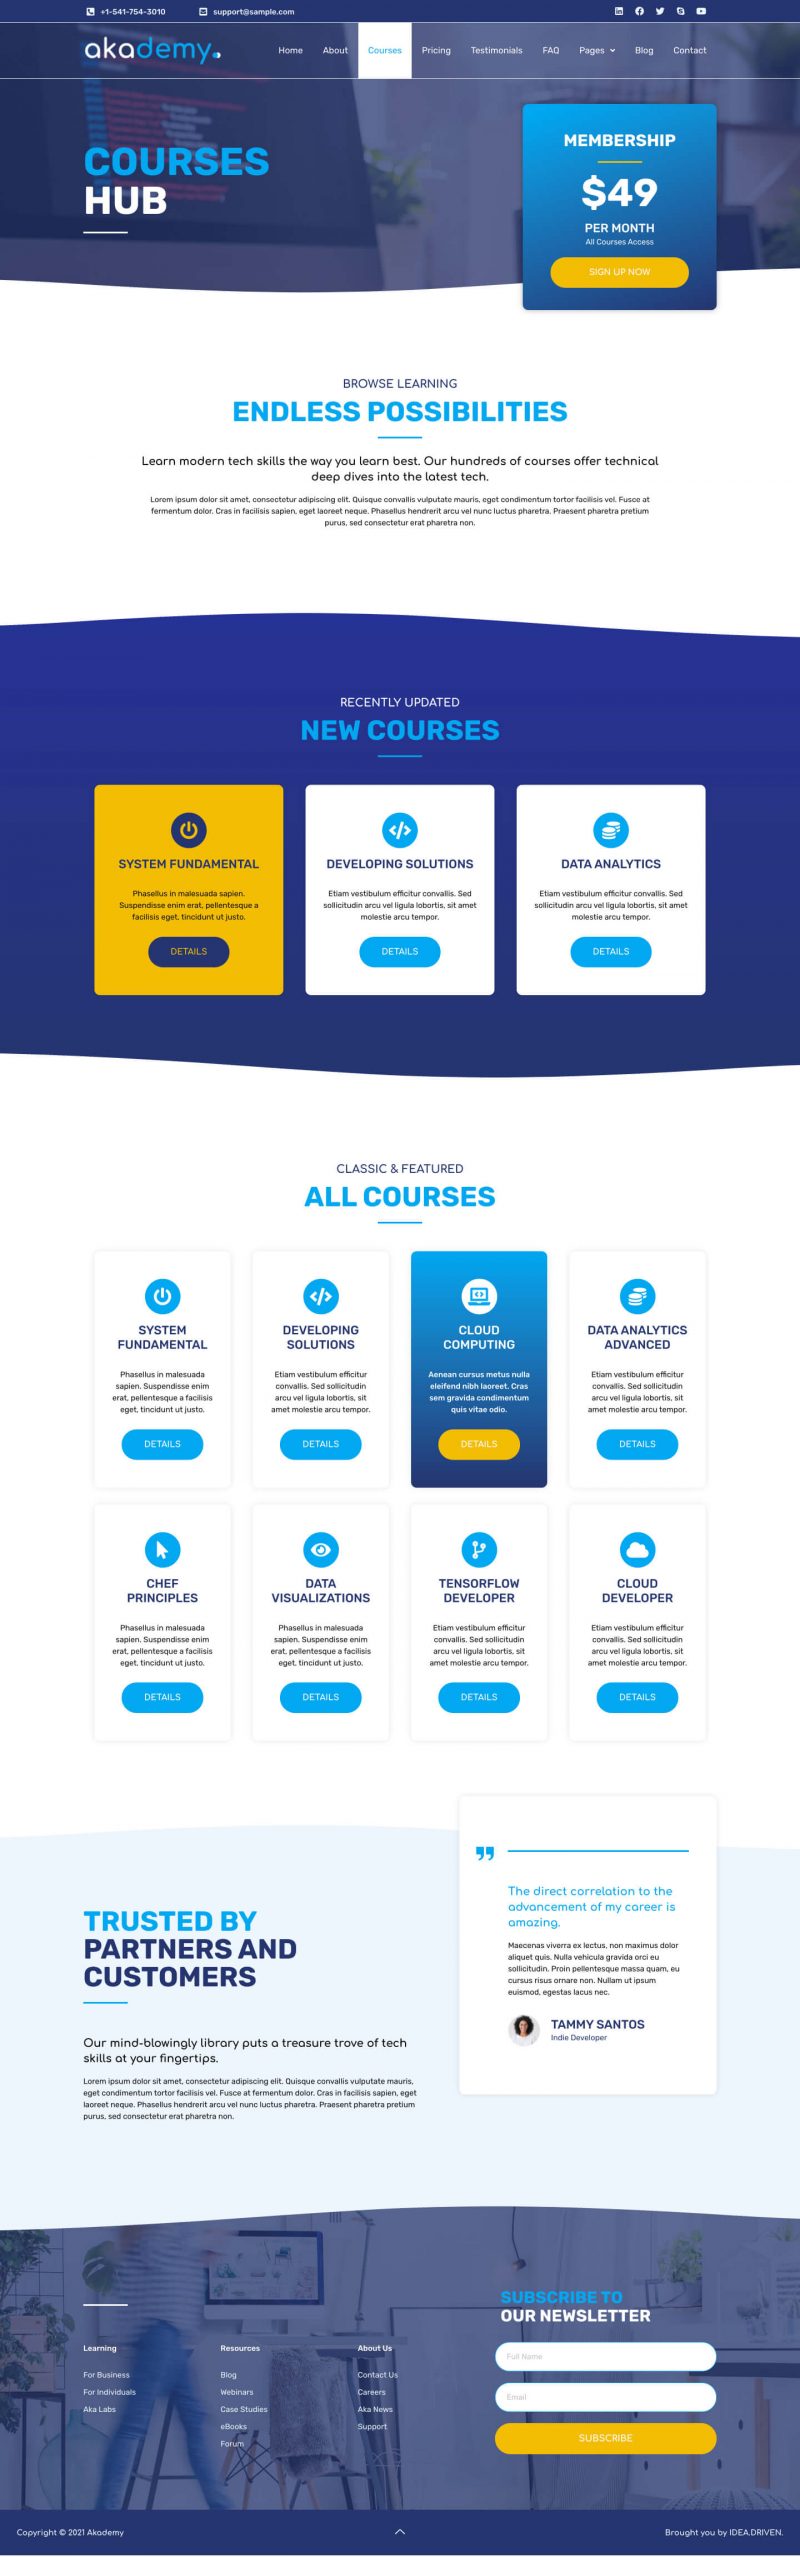 +1-541-754-3010 support@sample.com
akademy.
Home About Courses Pricing Testimonials FAQ Pages Blog Contact
COURSES
HUB
MEMBERSHIP
$49
PER MONTH
All Courses Access
SIGN UP NOW
BROWSE LEARNING
ENDLESS POSSIBILITIES
Learn modern tech skills the way you learn best. Our hundreds of courses offer technical
deep dives into the latest tech.
Lorem ipsum dolor sit amet, consectetur adipiscing elit. Quisque convallis vulputate mauris, eget condimentum tortor facilisis vel. Fusce at
fermentum dolor. Cras in facilisis sapien, eget laoreet neque. Phasellus hendrerit arcu vel nunc luctus pharetra. Praesent pharetra pretium
purus, sed consectetur erat pharetra non.
RECENTLY UPDATED
NEW COURSES
SYSTEM FUNDAMENTAL
Phasellus in malesuada sapien.
Suspendisse enim erat, pellentesque a
facilisis eget, tincidunt ut justo.
DETAILS
DEVELOPING SOLUTIONS
Etiam vestibulum efficitur convallis. Sed
sollicitudin arcu vel ligula lobortis, sit amet
molestie arcu tempor.
DETAILS
DATA ANALYTICS
Etiam vestibulum efficitur convallis. Sed
sollicitudin arcu vel ligula lobortis, sit amet
molestie arcu tempor.
DETAILS
CLASSIC & FEATURED
ALL COURSES
SYSTEM
FUNDAMENTAL
Phasellus in malesuada
sapien. Suspendisse enim
erat, pellentesque a facilisis
eget, tincidunt ut justo.
DETAILS
DEVELOPING
SOLUTIONS
Etiam vestibulum efficitur
convallis. Sed sollicitudin
arcu vel ligula lobortis, sit
amet molestie arcu tempor.
DETAILS
CLOUD
COMPUTING
Aenean cursus metus nulla
eleifend nibh laoreet. Cras
sem gravida condimentum
quis vitae odio.
DETAILS
DATA ANALYTICS
ADVANCED
Etiam vestibulum efficitur
convallis. Sed sollicitudin
arcu vel ligula lobortis, sit
amet molestie arcu tempor.
DETAILS
CHEF
PRINCIPLES
Phasellus in malesuada
sapien. Suspendisse enim
erat, pellentesque a facilisis
eget, tincidunt ut justo.
DETAILS
DATA
VISUALIZATIONS
Phasellus in malesuada
sapien. Suspendisse enim
erat, pellentesque a facilisis
eget, tincidunt ut justo.
DETAILS
TENSORFLOW
DEVELOPER
Etiam vestibulum efficitur
convallis. Sed sollicitudin
arcu vel ligula lobortis, sit
amet molestie arcu tempor.
DETAILS
CLOUD
DEVELOPER
Etiam vestibulum efficitur
convallis. Sed sollicitudin
arcu vel ligula lobortis, sit
amet molestie arcu tempor.
DETAILS
TRUSTED BY
PARTNERS AND
CUSTOMERS
Our mind-blowingly library puts a treasure trove of tech
skills at your fingertips.
Lorem ipsum dolor sit amet, consectetur adipiscing elit. Quisque convallis vulputate mauris,
eget condimentum tortor facilisis vel. Fusce at fermentum dolor. Cras in facilisis sapien, eget
laoreet neque. Phasellus hendrerit arcu vel nunc luctus pharetra. Praesent pharetra pretium
purus, sed consectetur erat pharetra non.
The direct correlation to the
advancement of my career is
amazing.
Maecenas viverra ex lectus, non maximus dolor
aliquet quis. Nulla vehicula gravida orci eu
sollicitudin. Proin pellentesque massa quam, eu
cursus risus ornare non. Nullam ut ipsum
euismod, egestas lacus nec.
TAMMY SANTOS
Indie Developer
Learning
For Business
For Individuals
Aka Labs
Resources
Blog
Webinars
Case Studies
eBooks
Forum
About Us
Contact Us
Careers
Aka News
Support
SUBSCRIBE TO
OUR NEWSLETTER
Full Name
Email
SUBSCRIBE
Copyright © 2021 Akademy
Brought you by IDEA.DRIVEN.